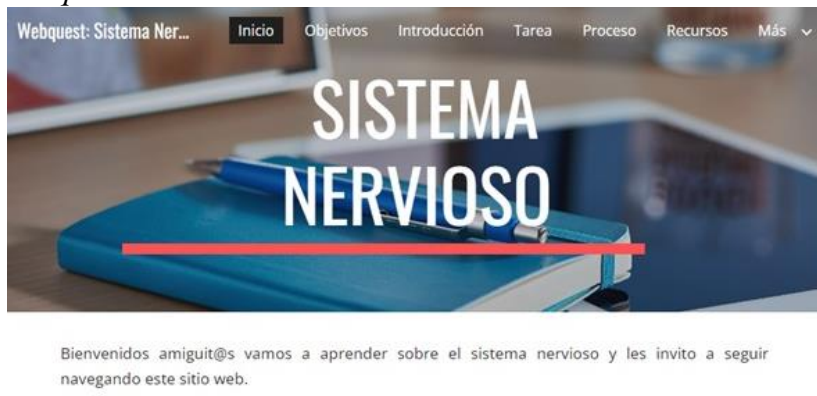 Webquest: Sistema Ner... Inicio Objetivos Introducción Tarea Proceso Recursos Más
SISTEMA
NERVIOSO
Bienvenidos amiguit@s vamos a aprender sobre el sistema nervioso y les invito a seguir
navegando este sitio web.